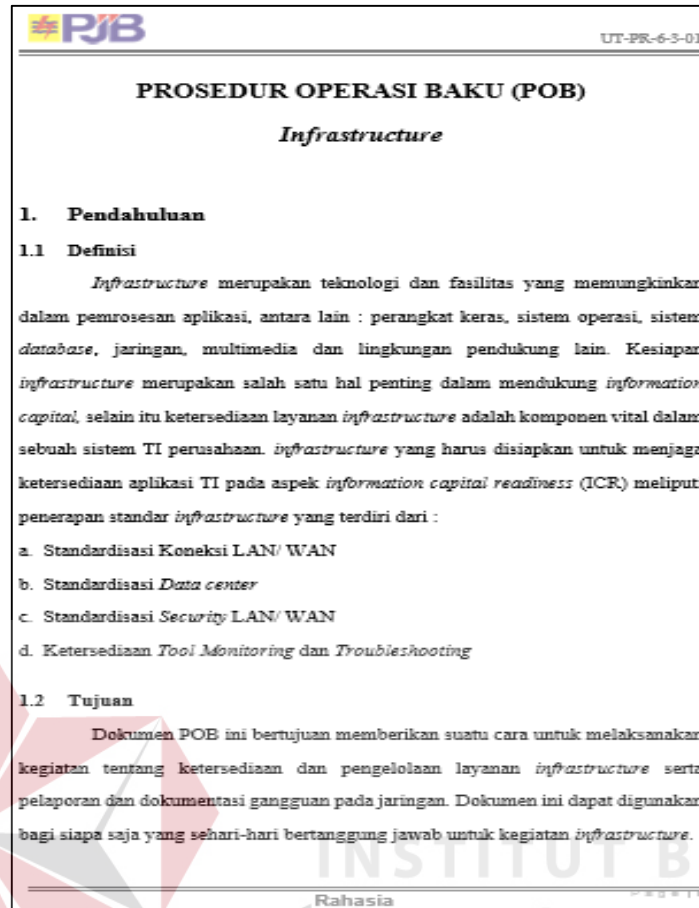 PJB
UT-PR-6-3-01
PROSEDUR OPERASI BAKU (POB)
Infrastructure
1. Pendahuluan
1.1 Definisi
Infrastructure merupakan teknologi dan fasilitas yang memungkinkan
dalam pemrosesan aplikasi, antara lain : perangkat keras, sistem operasi, sistem
database, jaringan, multimedia dan lingkungan pendukung lain. Kesiapan
infrastructure merupakan salah satu hal penting dalam mendukung information
capital, selain itu ketersediaan layanan infrastructure adalah komponen vital dalam
sebuah sistem TI perusahaan. infrastructure yang harus disiapkan untuk menjaga
ketersediaan aplikasi TI pada aspek information capital readiness (ICR) meliput
penerapan standar infrastructure yang terdiri dari :
a. Standardisasi Koneksi LAN/ WAN
b. Standardisasi Data center
c. Standardisasi Security LAN/ WAN
d. Ketersediaan Tool Monitoring dan Troubleshooting
1.2 Tujuan
Dokumen POB ini bertujuan memberikan suatu cara untuk melaksanakan
kegiatan tentang ketersediaan dan pengelolaan layanan infrastructure serta
pelaporan dan dokumentasi gangguan pada jaringan. Dokumen ini dapat digunakan
bagi siapa saja yang sehari-hari bertanggung jawab untuk kegiatan infrastructure.
INSTITUT B
Rahasia